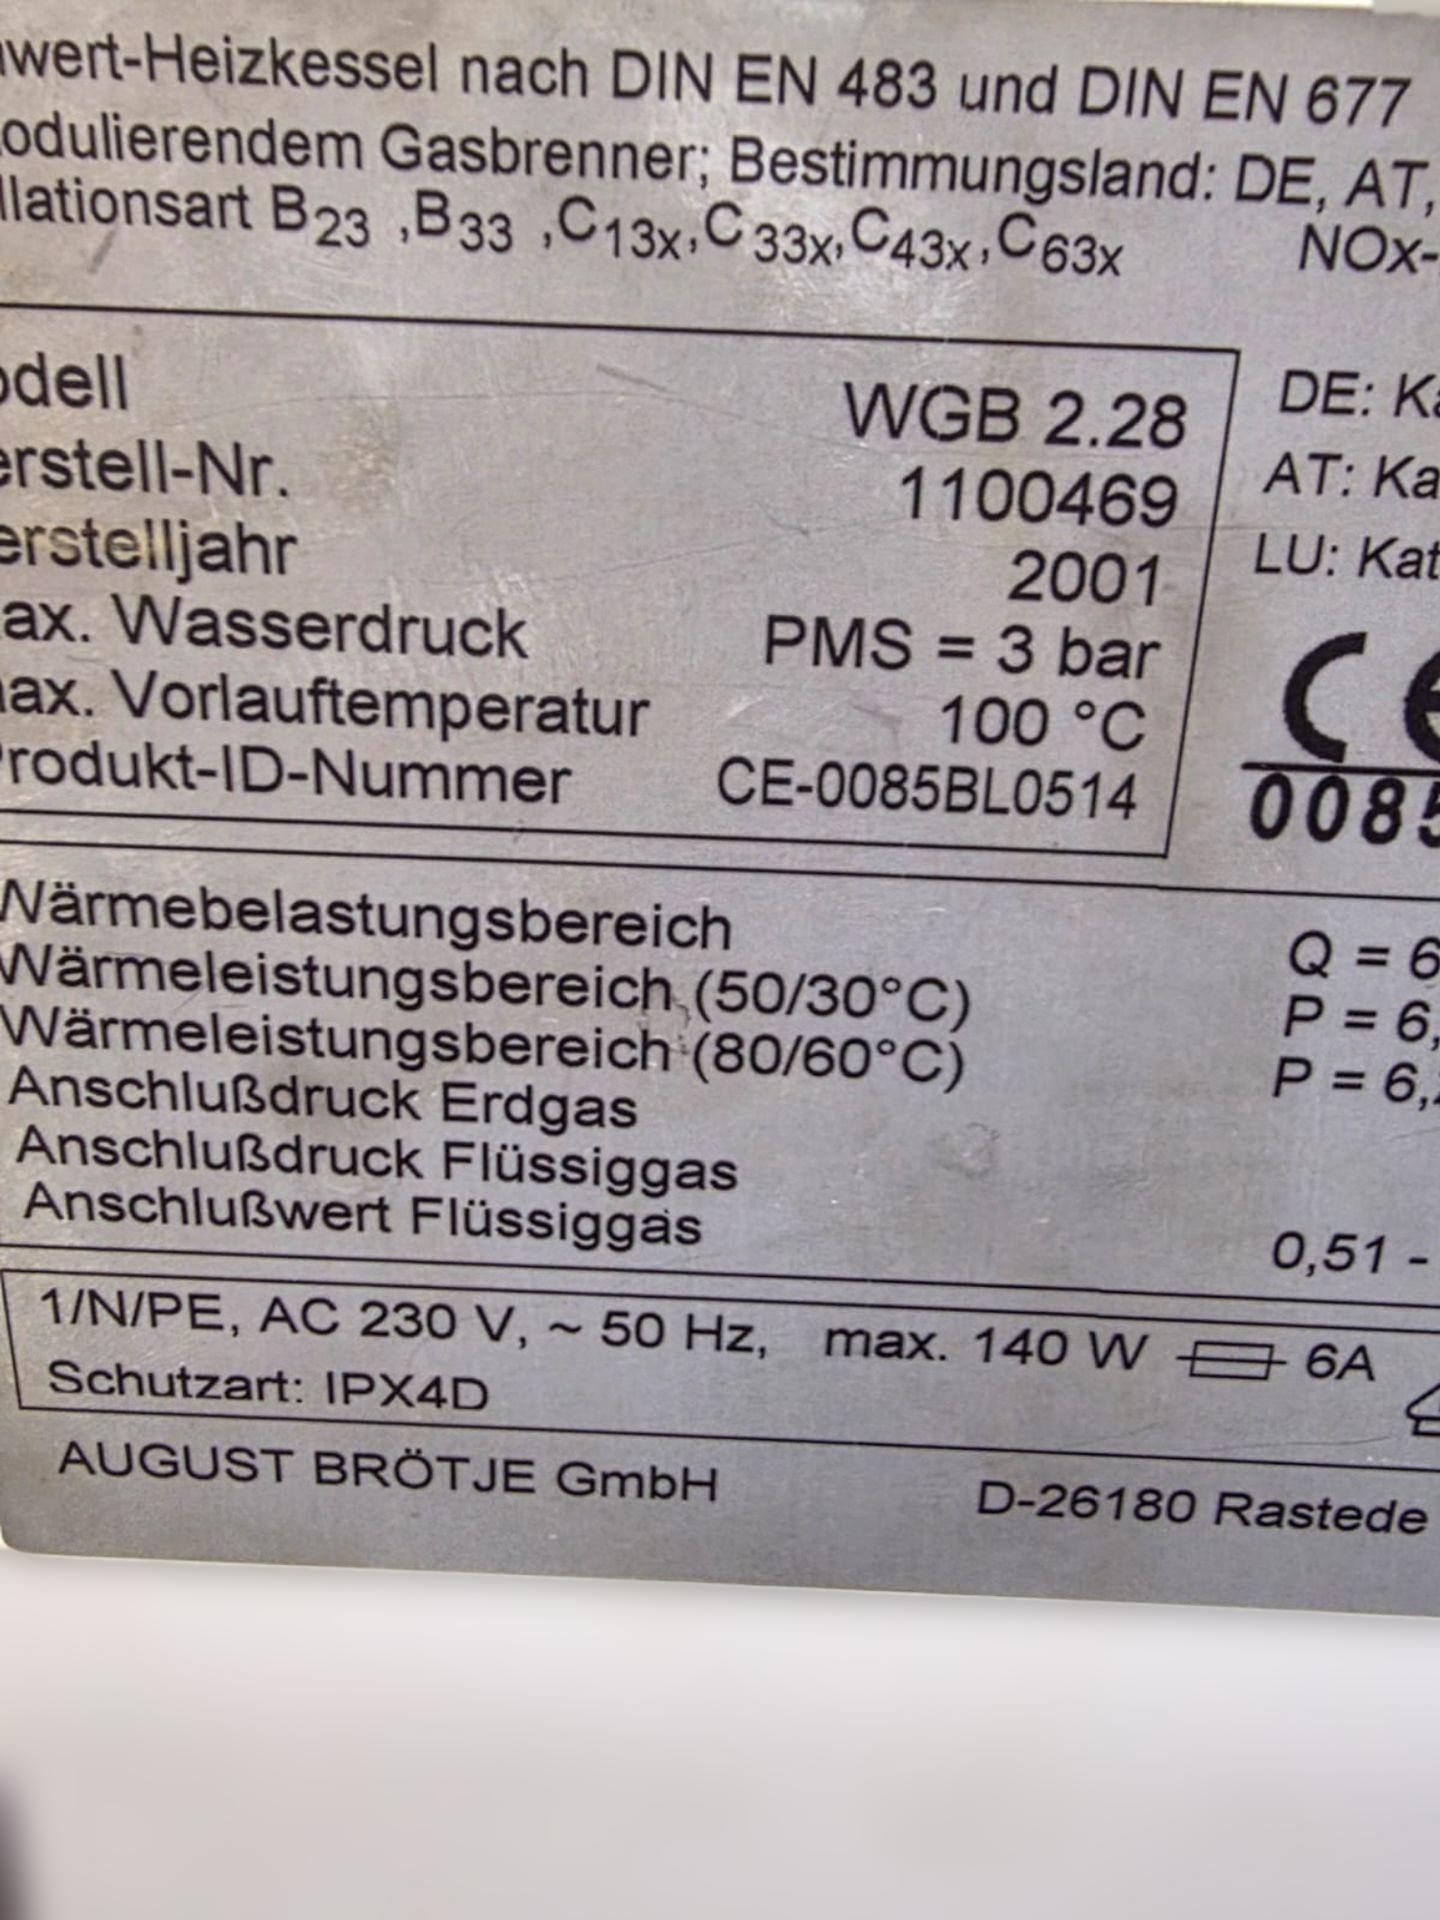 wert-Heizkessel nach DIN EN 483 und DIN EN 677
odulierendem Gasbrenner; Bestimmungsland: DE, AT,
llationsart B23 ,B33 ,C13x,C33x,C43x,C63x NOx-
odell WGB 2.28
erstell-Nr. 1100469
erstelljahr 2001
ax. Wasserdruck PMS = 3 bar
ax. Vorlauftemperatur 100 °C
rodukt-ID-Nummer CE-0085BL0514
DE: Ka
AT: Ka
LU: Kat
CE
0085
Wärmebelastungsbereich Q = 6
Wärmeleistungsbereich (50/30°C) P = 6,
Wärmeleistungsbereich (80/60°C) P = 6,2
Anschlußdruck Erdgas
Anschlußdruck Flüssiggas
Anschlußwert Flüssiggas 0,51 -
1/N/PE, AC 230 V, ~ 50 Hz, max. 140 W 6A
Schutzart: IPX4D
AUGUST BRÖTJE GmbH D-26180 Rastede